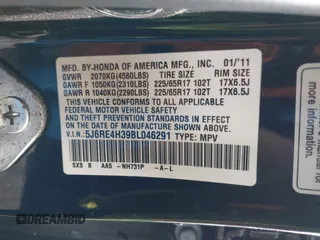 MFD. BY-HONDA OF AMERICA MFG., INC. 01/'11
GVWR 2070KG(4560LBS) TIRE SIZE RIM SIZE
GAWR F 1050KG(2310LBS) 225/65R17 102T 17X6.5J
GAWR R 1040KG(2290LBS) 225/65R17 102T 17X6.5J
THIS VEHICLE CONFORMS TO ALL APPLICABLE
FEDERAL MOTOR VEHICLE SAFETY AND THEFT
PREVENTION STANDARDS IN EFFECT ON THE DATE
OF MANUFACTURE SHOWN ABOVE.
V.I.N: 5J6RE4H39BL046291 TYPE: MPV
SXS B AA5 -NH731P -A-L
DREAMBID